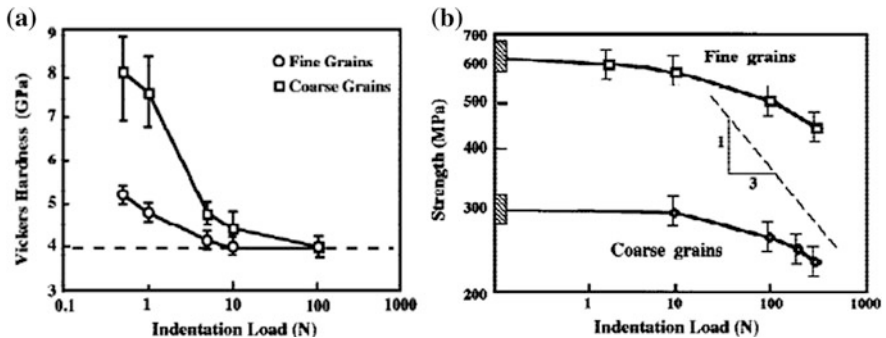 (a)
Vickers Hardness (GPa)
9
8
7
6
5
4
3
0.1
1
10
100
1000
Indentation Load (N)
Fine Grains
Coarse Grains
(b)
Strength (MPa)
700
600
500
400
300
200
1
10
100
1000
Indentation Load (N)
Fine grains
1
3
Coarse grains